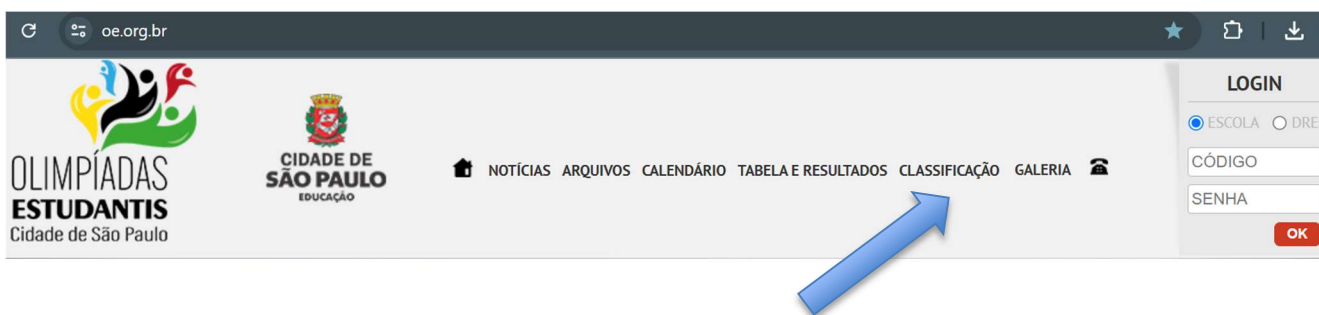 oe.org.br
OLIMPÍADAS
ESTUDANTIS
Cidade de São Paulo
CIDADE DE
SÃO PAULO
EDUCAÇÃO
NOTÍCIAS ARQUIVOS CALENDÁRIO TABELA E RESULTADOS CLASSIFICAÇÃO GALERIA
LOGIN
ESCOLA DRE
CÓDIGO
SENHA
OK